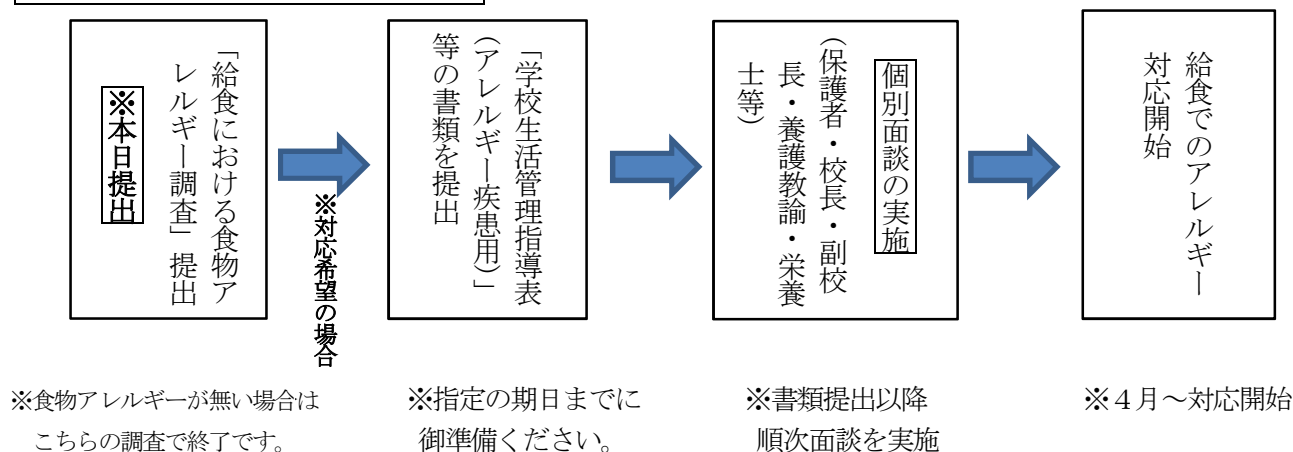 「給食における食物ア
レルギー調査」提出
※本日提出
※対応希望の場合
「学校生活管理指導表
(アレルギー疾患用)」
等の書類を提出
個別面談の実施
(保護者・校長・副校
長・養護教諭・栄養
士等)
給食でのアレルギー
対応開始
※食物アレルギーが無い場合は
こちらの調査で終了です。
※指定の期日までに
御準備ください。
※書類提出以降
順次面談を実施
※4月～対応開始